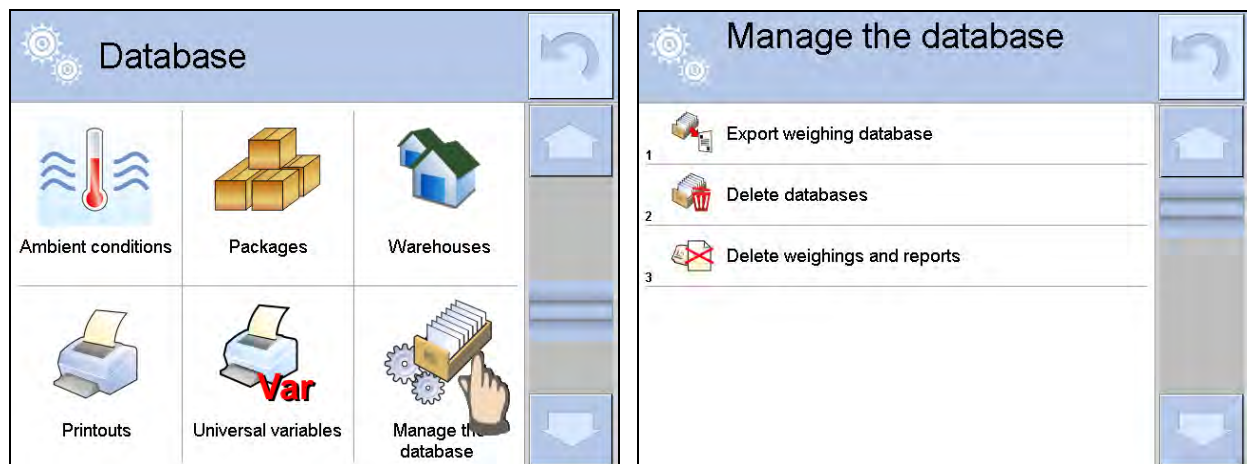 Database
Ambient conditions
Packages
Warehouses
Printouts
Var
Universal variables
Manage the
database
Manage the database
1
Export weighing database
2
Delete databases
3
Delete weighings and reports